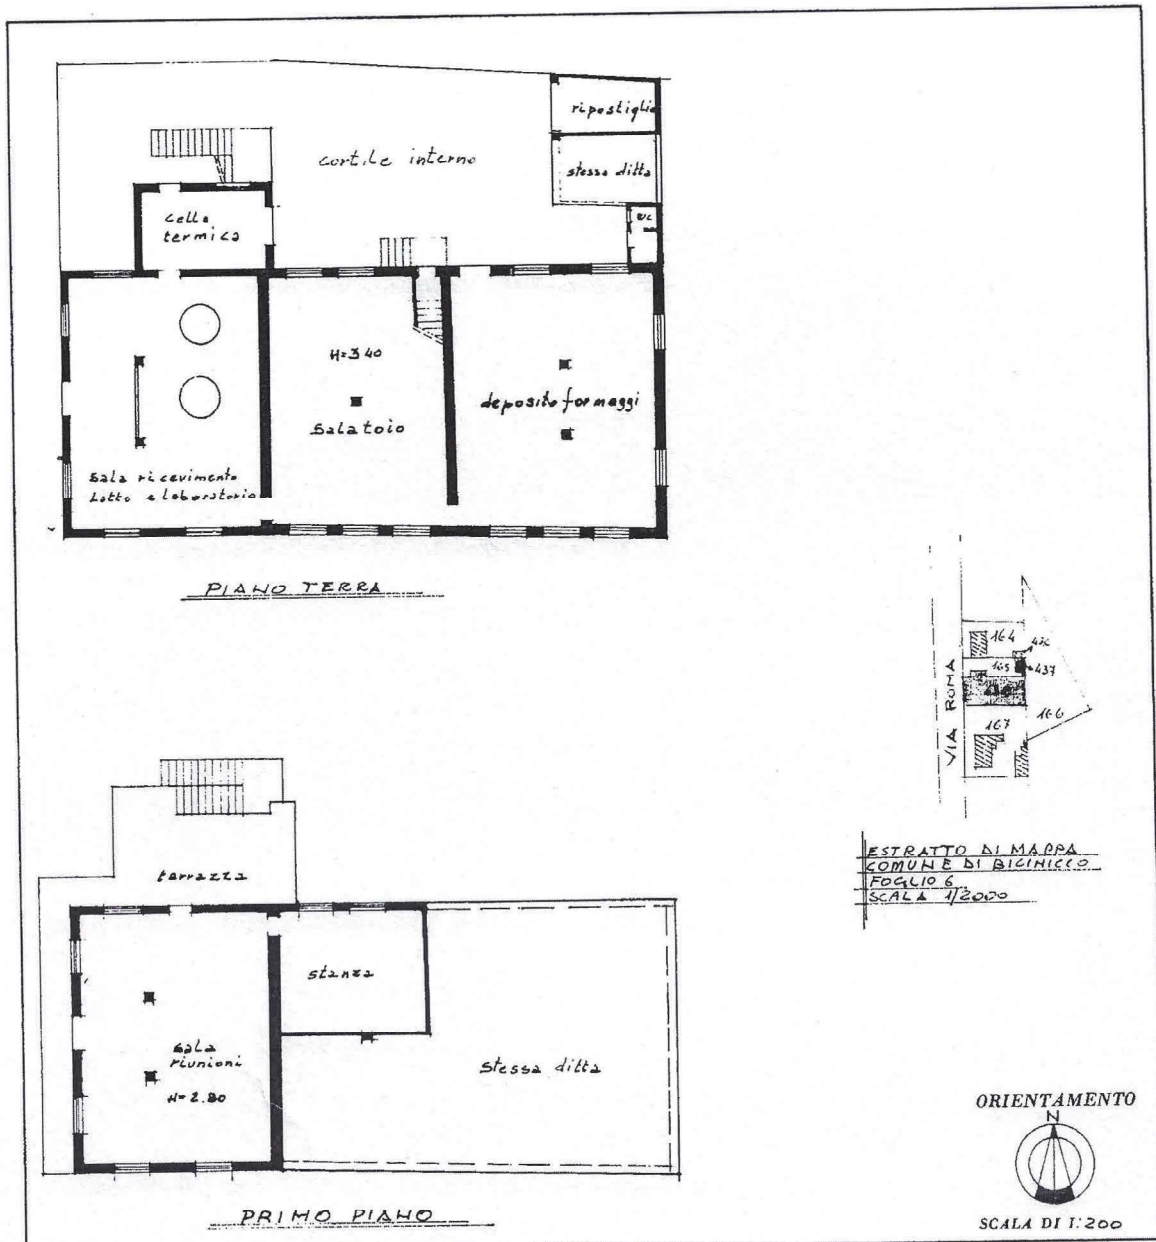 ripostiglio
cortile interno
stessa ditta
cella
termica
wc
H=3.40
Salatoio
deposito formaggi
sala ricevimento
Latte e laboratorio
PIANO TERRA
VIA ROMA
164
165
437
166
167
ESTRATTO DI MAPPA
COMUNE DI BICINICCO
FOGLIO 6
SCALA 1/2000
terrazza
stanza
sala
riunioni
H=2.80
stessa ditta
PRIMO PIANO
ORIENTAMENTO
N
SCALA DI 1:200